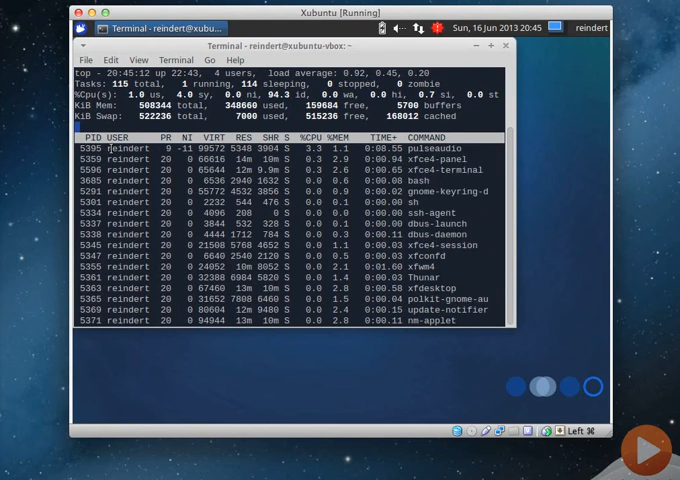 Xubuntu [Running]
Terminal - reindert@xubu... Sun, 16 Jun 2013 20:45 reindert
Terminal - reindert@xubuntu-vbox: ~
File Edit View Terminal Go Help
top - 20:45:12 up 22:43, 4 users, load average: 0.92, 0.45, 0.20
Tasks: 115 total, 1 running, 114 sleeping, 0 stopped, 0 zombie
%Cpu(s): 1.0 us, 4.0 sy, 0.0 ni, 94.3 id, 0.0 wa, 0.0 hi, 0.7 si, 0.0 st
KiB Mem: 508344 total, 348660 used, 159684 free, 5700 buffers
KiB Swap: 522236 total, 7000 used, 515236 free, 168012 cached
PID USER PR NI VIRT RES SHR S %CPU %MEM TIME+ COMMAND
5395 reindert 9 -11 99572 5348 3904 S 3.3 1.1 0:08.55 pulseaudio
5359 reindert 20 0 66616 14m 10m S 0.3 2.9 0:00.94 xfce4-panel
5596 reindert 20 0 65644 12m 9.9m S 0.3 2.6 0:00.65 xfce4-terminal
3685 reindert 20 0 6536 2940 1632 S 0.0 0.6 0:00.08 bash
5291 reindert 20 0 55772 4532 3856 S 0.0 0.9 0:00.02 gnome-keyring-d
5301 reindert 20 0 2232 544 476 S 0.0 0.1 0:00.00 sh
5334 reindert 20 0 4096 208 0 S 0.0 0.0 0:00.00 ssh-agent
5337 reindert 20 0 3844 532 328 S 0.0 0.1 0:00.00 dbus-launch
5338 reindert 20 0 4444 1712 784 S 0.0 0.3 0:00.11 dbus-daemon
5345 reindert 20 0 21508 5768 4652 S 0.0 1.1 0:00.03 xfce4-session
5347 reindert 20 0 6640 2540 2120 S 0.0 0.5 0:00.05 xfconfd
5355 reindert 20 0 24052 10m 8052 S 0.0 2.1 0:01.60 xfwm4
5361 reindert 20 0 32388 6984 5820 S 0.0 1.4 0:00.03 Thunar
5363 reindert 20 0 67460 13m 10m S 0.0 2.8 0:00.58 xfdesktop
5365 reindert 20 0 31652 7808 6460 S 0.0 1.5 0:00.04 polkit-gnome-au
5369 reindert 20 0 80604 12m 9480 S 0.0 2.4 0:00.15 update-notifier
5371 reindert 20 0 94944 13m 10m S 0.0 2.8 0:00.11 nm-applet
Left ⌘